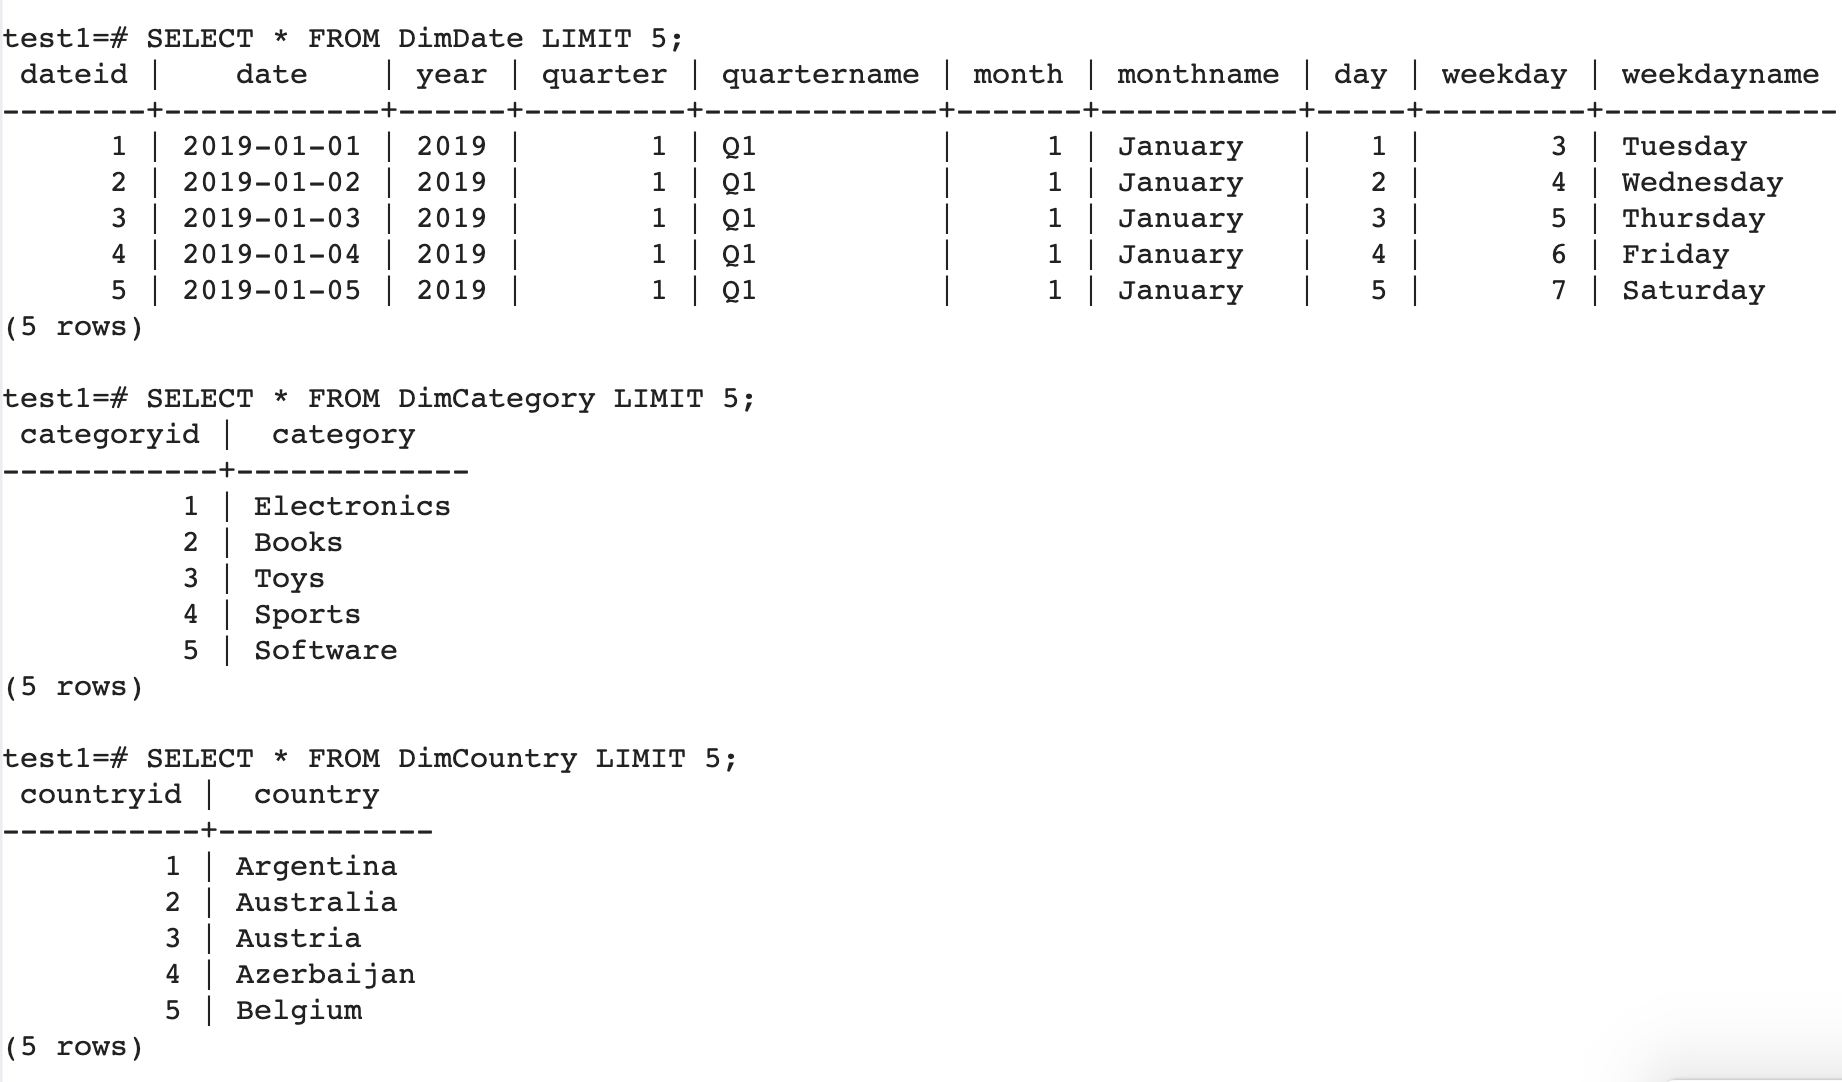 test1=# SELECT * FROM DimDate LIMIT 5;
 dateid |    date    | year | quarter | quartername | month | monthname | day | weekday | weekdayname
--------+------------+------+---------+-------------+-------+-----------+-----+---------+-------------
      1 | 2019-01-01 | 2019 |       1 | Q1          |     1 | January   |   1 |       3 | Tuesday
      2 | 2019-01-02 | 2019 |       1 | Q1          |     1 | January   |   2 |       4 | Wednesday
      3 | 2019-01-03 | 2019 |       1 | Q1          |     1 | January   |   3 |       5 | Thursday
      4 | 2019-01-04 | 2019 |       1 | Q1          |     1 | January   |   4 |       6 | Friday
      5 | 2019-01-05 | 2019 |       1 | Q1          |     1 | January   |   5 |       7 | Saturday
(5 rows)

test1=# SELECT * FROM DimCategory LIMIT 5;
 categoryid |  category
------------+-------------
          1 | Electronics
          2 | Books
          3 | Toys
          4 | Sports
          5 | Software
(5 rows)

test1=# SELECT * FROM DimCountry LIMIT 5;
 countryid |  country
-----------+------------
         1 | Argentina
         2 | Australia
         3 | Austria
         4 | Azerbaijan
         5 | Belgium
(5 rows)